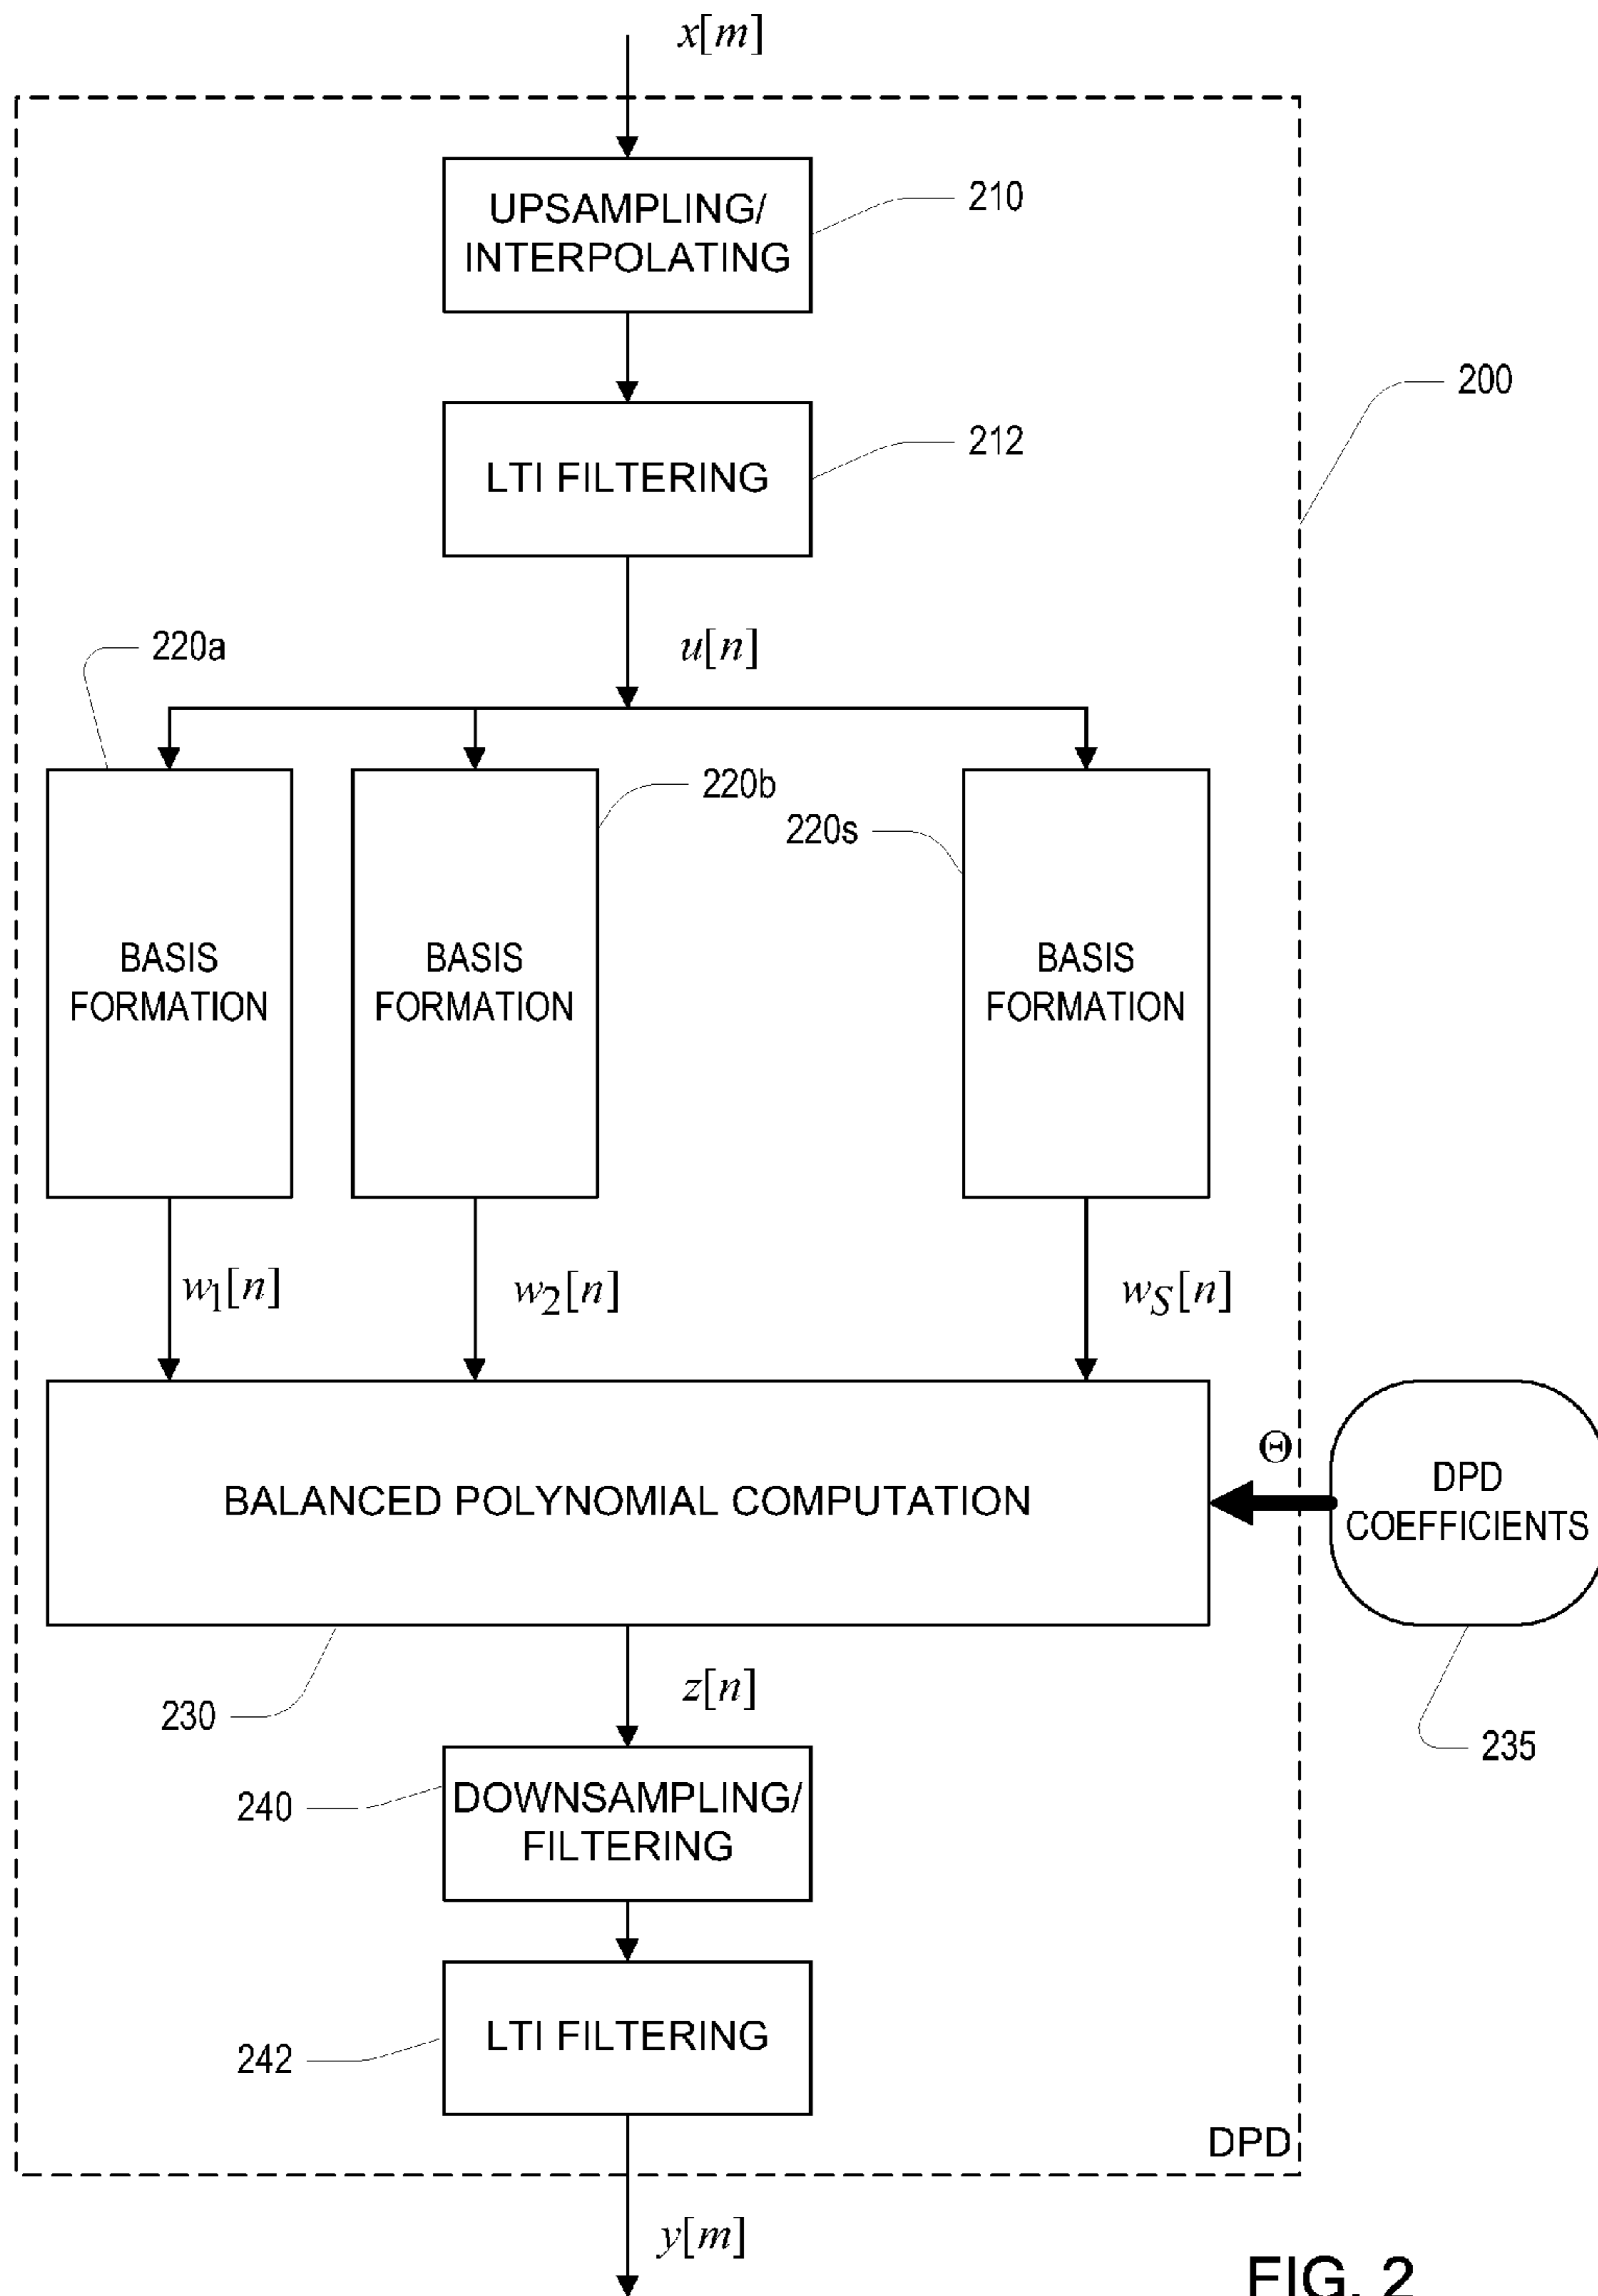 x[m]
UPSAMPLING/
INTERPOLATING
210
200
LTI FILTERING
212
u[n]
220a
220b
220s
BASIS
FORMATION
BASIS
FORMATION
BASIS
FORMATION
w1[n]
w2[n]
wS[n]
BALANCED POLYNOMIAL COMPUTATION
Θ
DPD
COEFFICIENTS
230
z[n]
235
DOWNSAMPLING/
FILTERING
240
LTI FILTERING
242
DPD
y[m]
FIG. 2